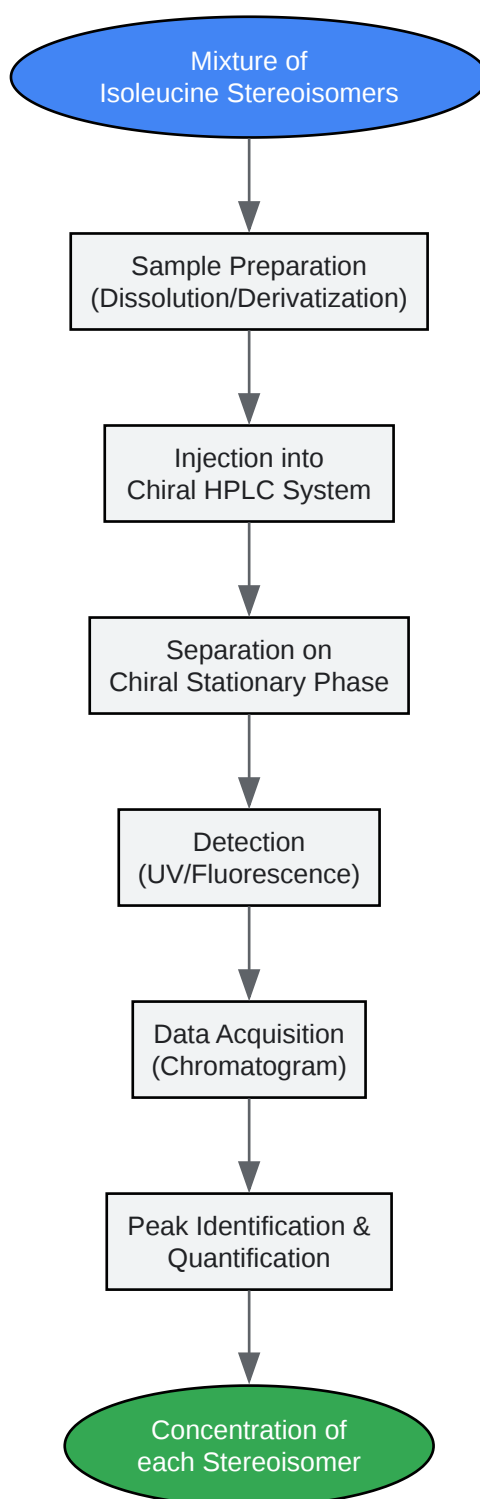 Mixture of
Isoleucine Stereoisomers
Sample Preparation
(Dissolution/Derivatization)
Injection into
Chiral HPLC System
Separation on
Chiral Stationary Phase
Detection
(UV/Fluorescence)
Data Acquisition
(Chromatogram)
Peak Identification &
Quantification
Concentration of
each Stereoisomer